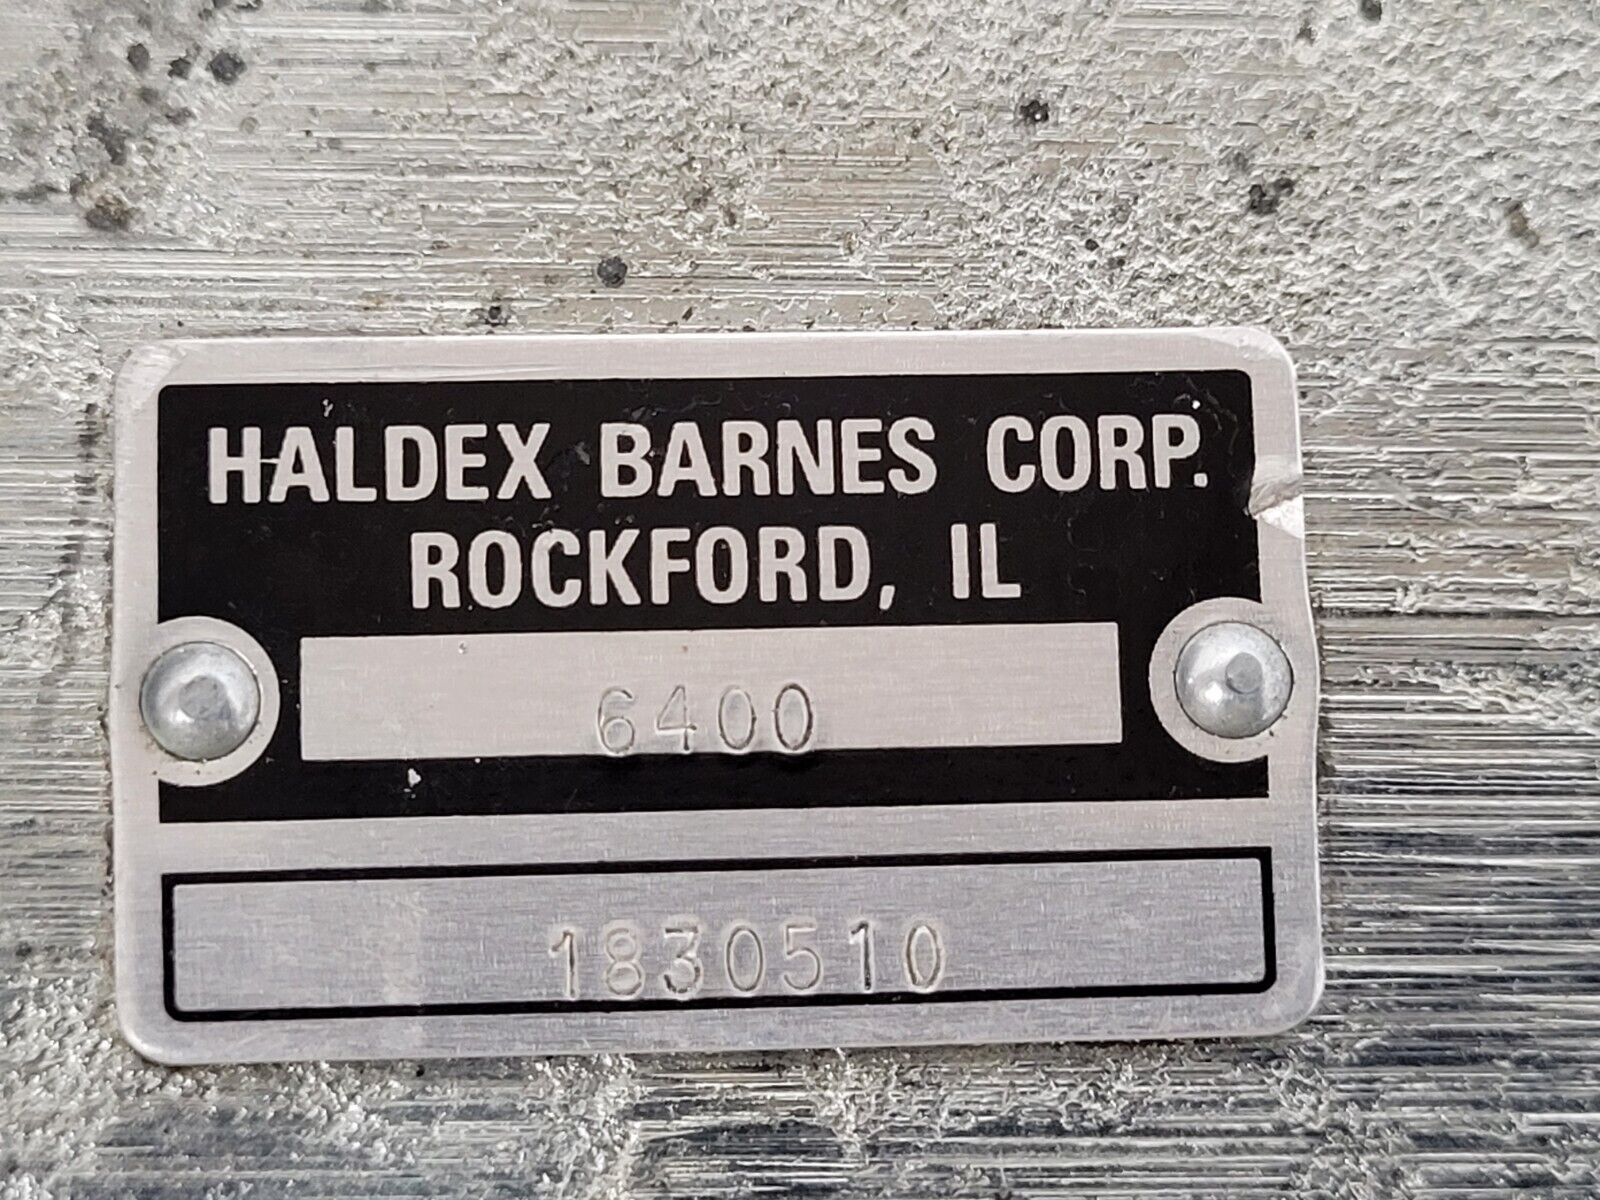 HALDEX BARNES CORP.
ROCKFORD, IL
6400
1830510